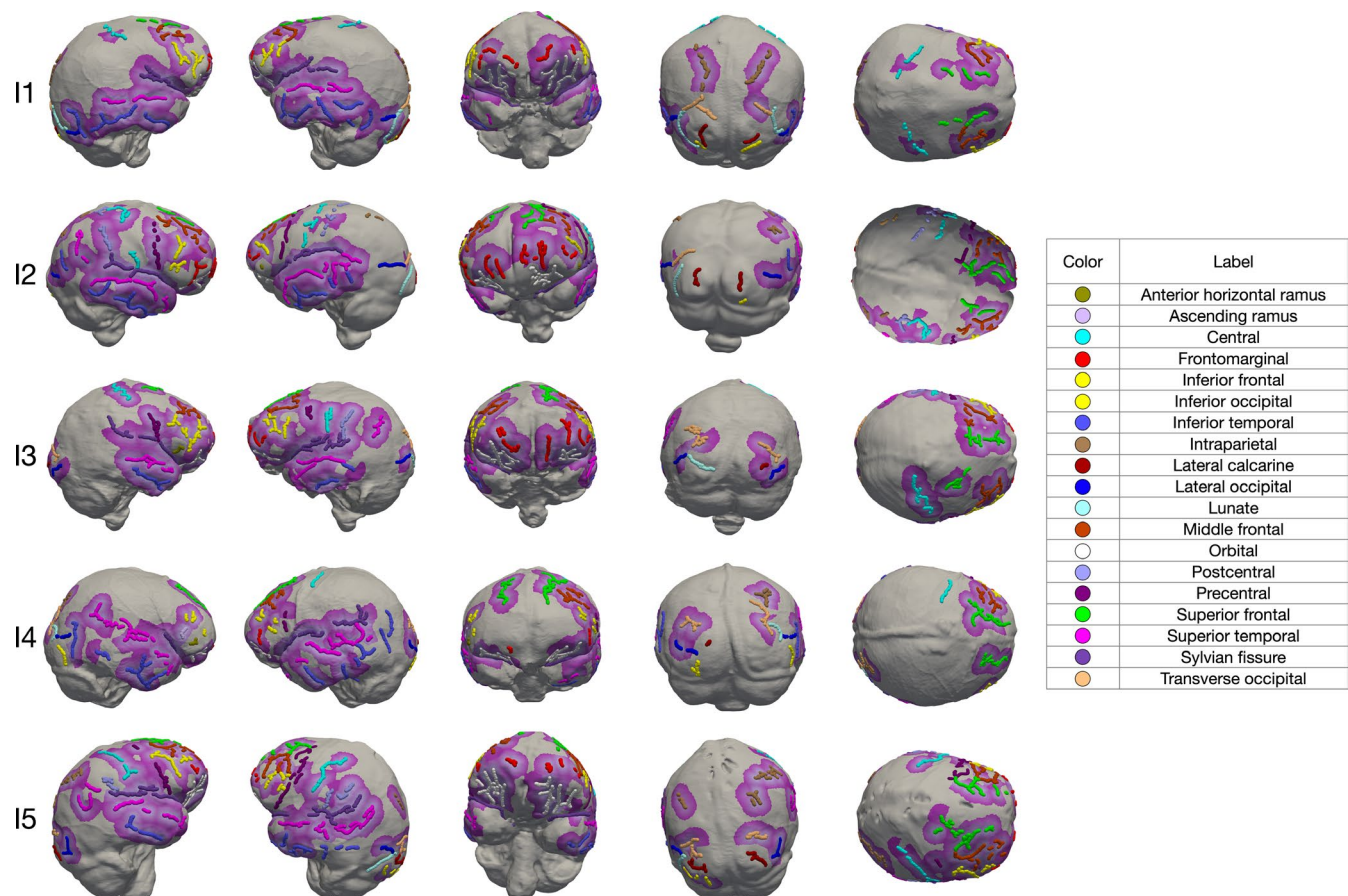 I1
I2
I3
I4
I5
Color Label
Anterior horizontal ramus
Ascending ramus
Central
Frontomarginal
Inferior frontal
Inferior occipital
Inferior temporal
Intraparietal
Lateral calcarine
Lateral occipital
Lunate
Middle frontal
Orbital
Postcentral
Precentral
Superior frontal
Superior temporal
Sylvian fissure
Transverse occipital